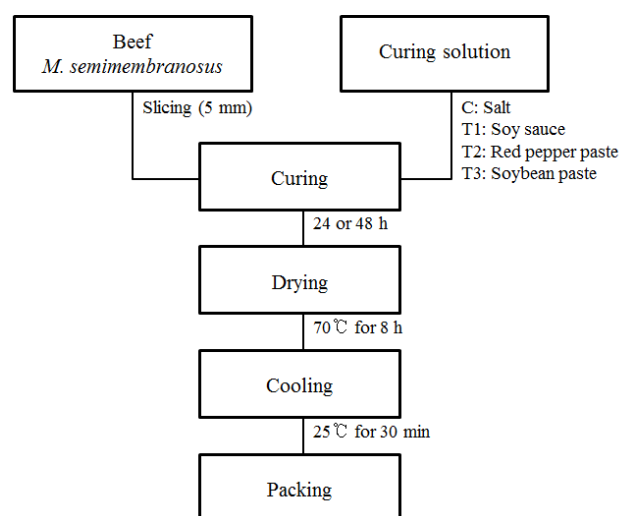 Beef
M. semimembranosus
Curing solution
Slicing (5 mm)
C: Salt
T1: Soy sauce
T2: Red pepper paste
T3: Soybean paste
Curing
24 or 48 h
Drying
70℃ for 8 h
Cooling
25℃ for 30 min
Packing